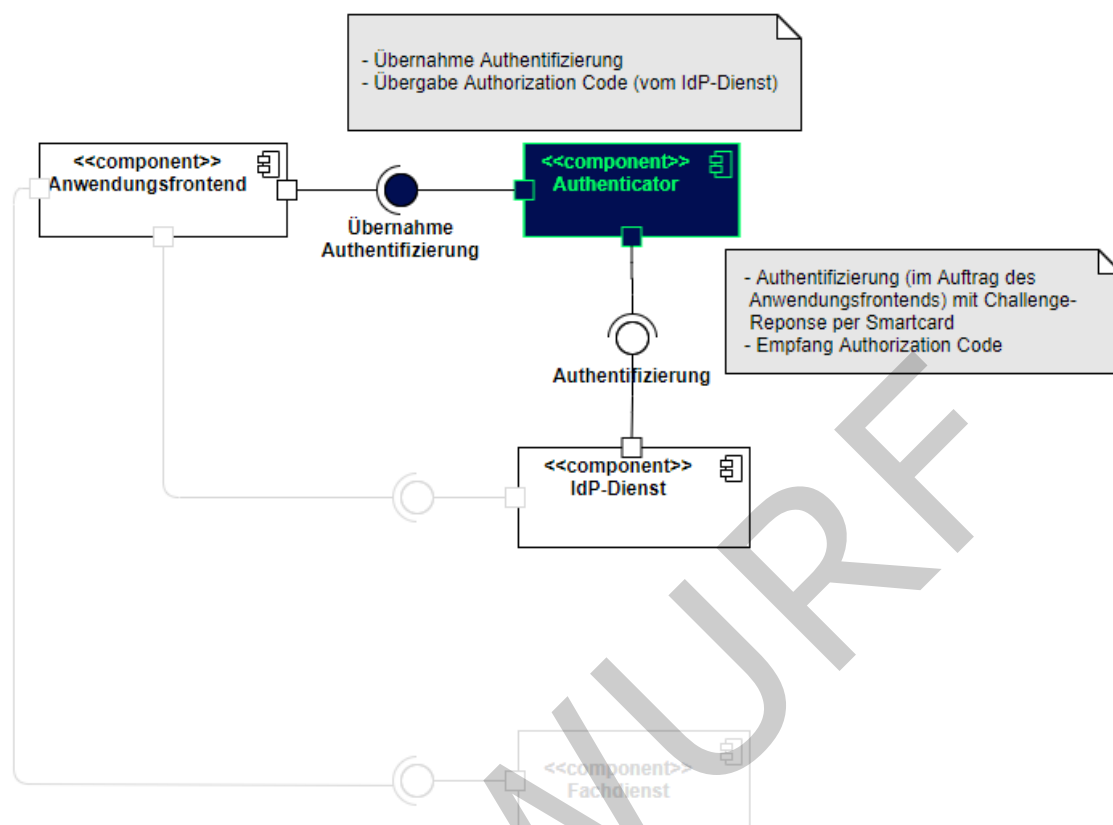 - Übernahme Authentifizierung
- Übergabe Authorization Code (vom IdP-Dienst)
<<component>>
Anwendungsfrontend
<<component>>
Authenticator
Übernahme
Authentifizierung
- Authentifizierung (im Auftrag des
Anwendungsfrontends) mit Challenge-
Reponse per Smartcard
- Empfang Authorization Code
Authentifizierung
<<component>>
IdP-Dienst
<<component>>
Fachdienst
WURF